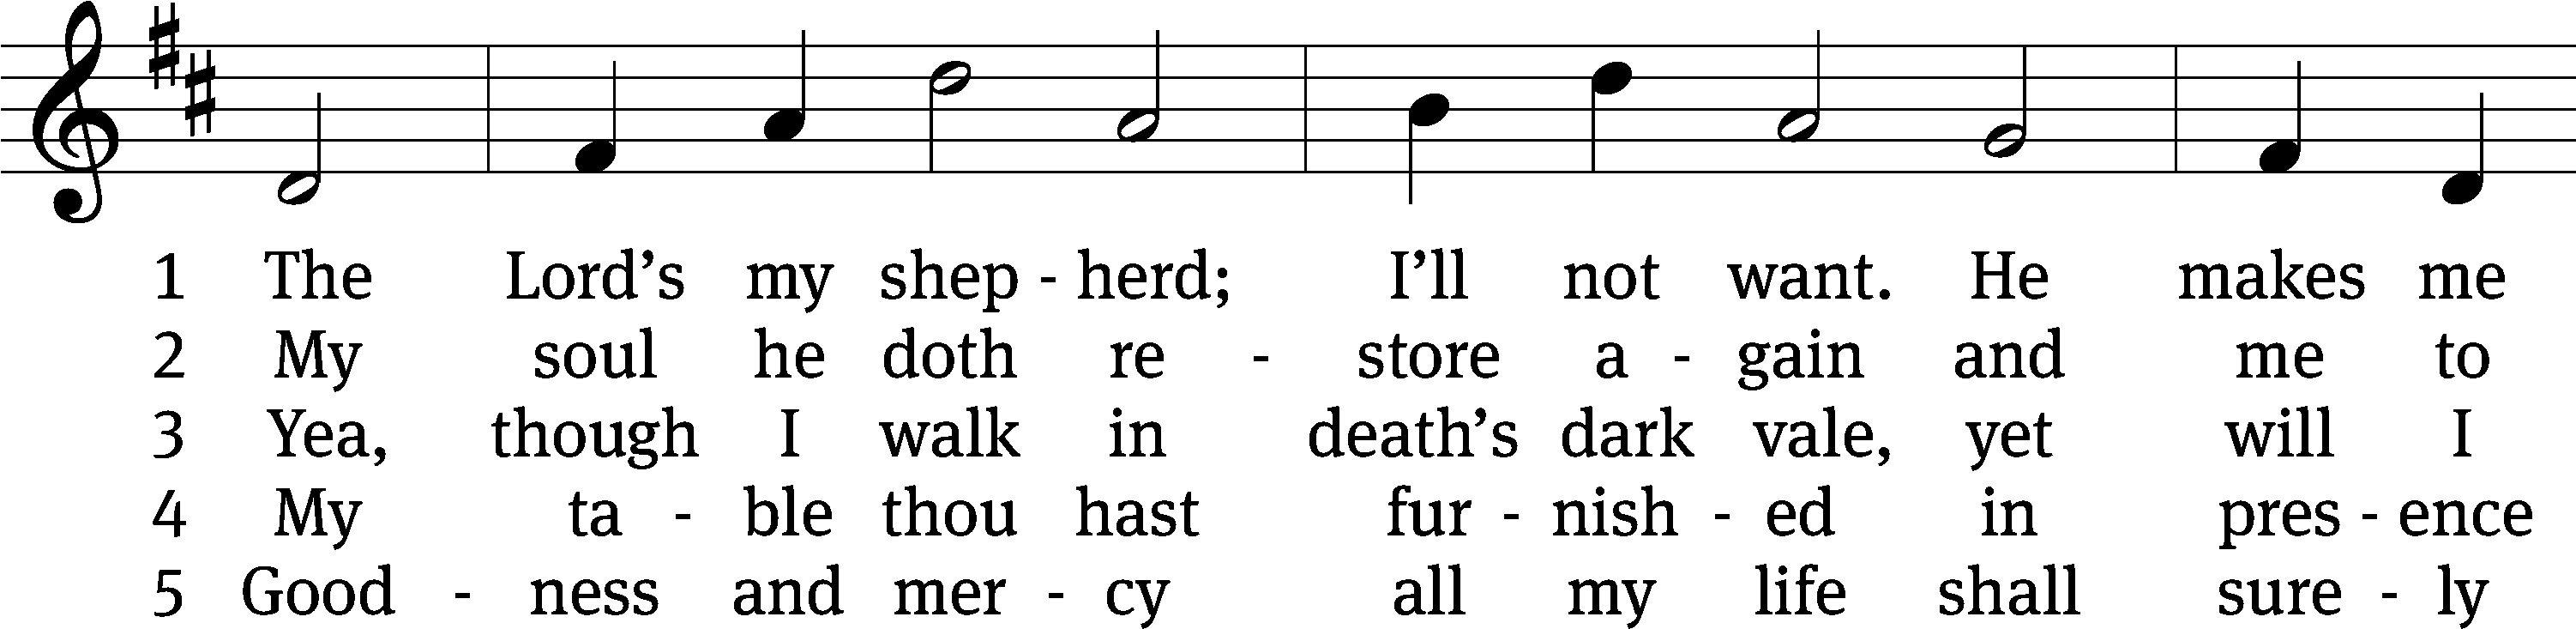 1 The Lord’s my shep - herd; I’ll not want. He makes me
2 My soul he doth re - store a - gain and me to
3 Yea, though I walk in death’s dark vale, yet will I
4 My ta - ble thou hast fur - nish - ed in pres - ence
5 Good - ness and mer - cy all my life shall sure - ly